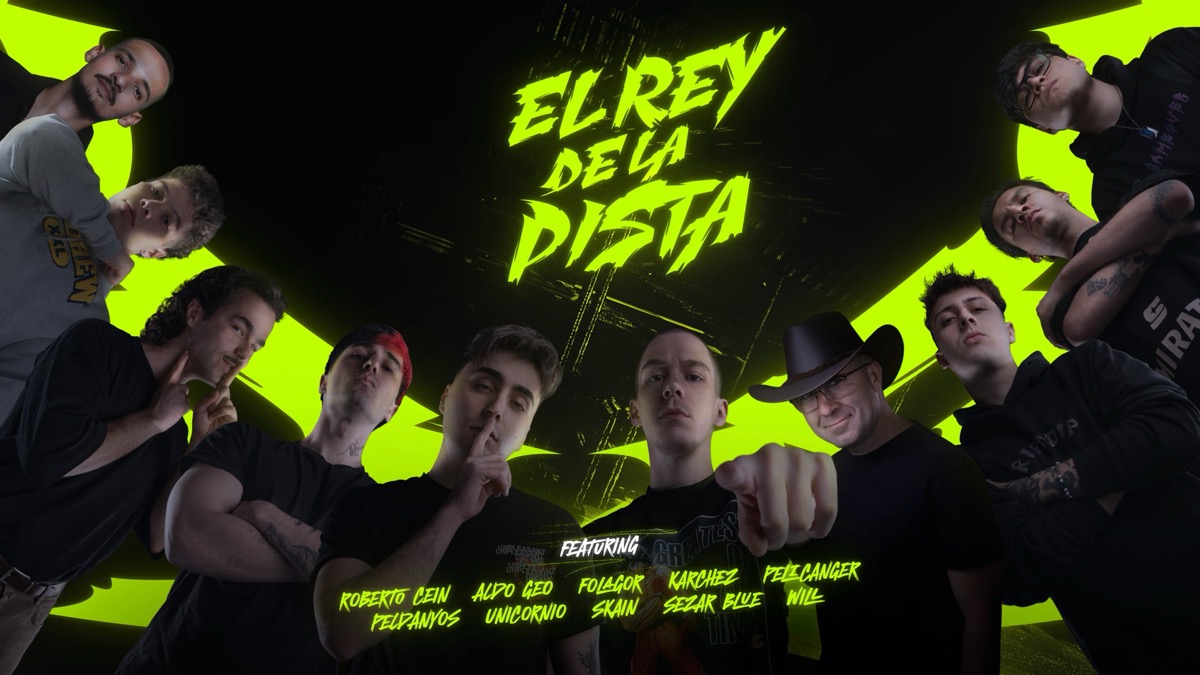 EL REY
DE LA
PISTA
FEATURING
ROBERTO CEIN ALDO GEO FOLAGOR KARCHEZ PELICANGER
PELDANYOS UNICORNIO SKAIN SEZAR BLUE WILL